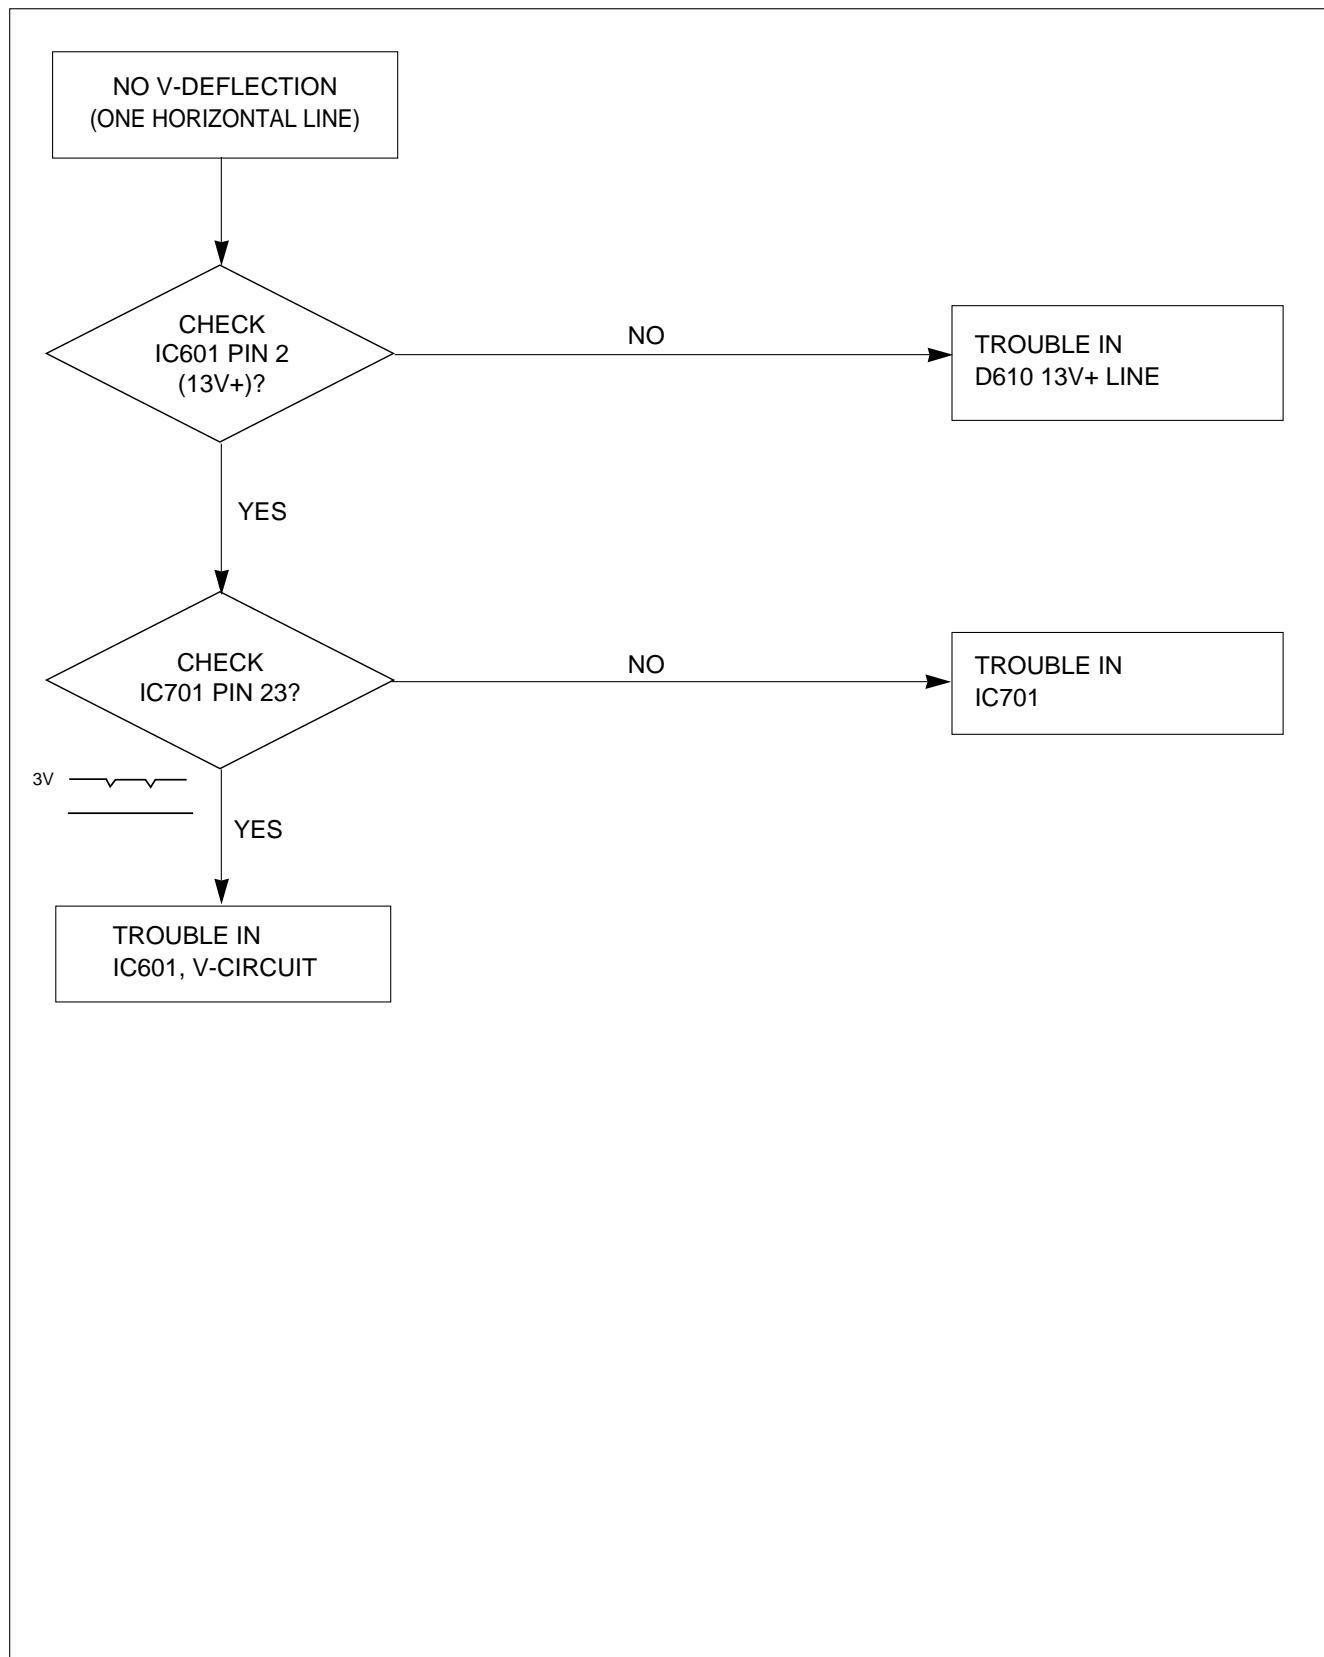 NO V-DEFLECTION
(ONE HORIZONTAL LINE)
CHECK
IC601 PIN 2
(13V+)?
NO
TROUBLE IN
D610 13V+ LINE
YES
CHECK
IC701 PIN 23?
NO
TROUBLE IN
IC701
3V
YES
TROUBLE IN
IC601, V-CIRCUIT